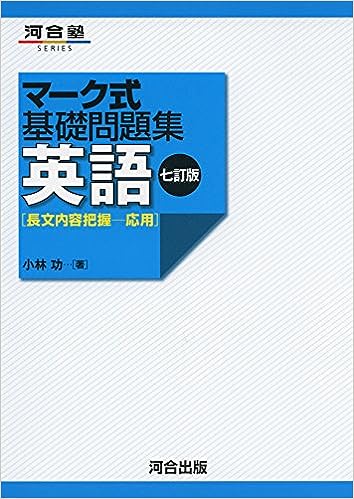 河合塾
SERIES
マーク式
基礎問題集
英語
七訂版
[長文内容把握―応用]
小林 功…[著]
河合出版